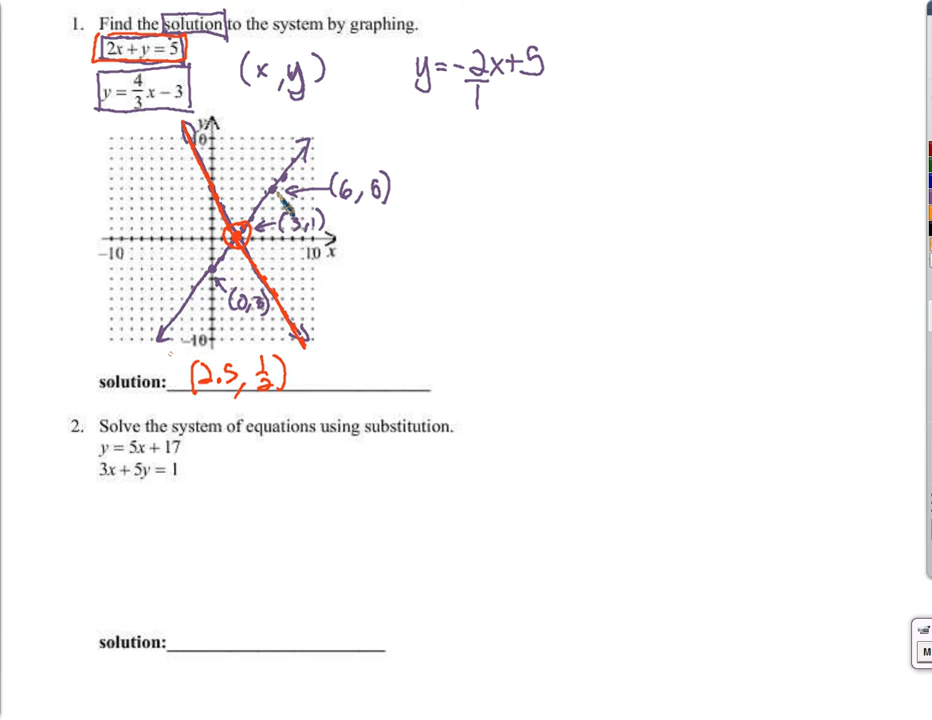 1. Find the solution to the system by graphing.
2x + y = 5
y = 4/3 x − 3
(x, y)
y = -2/1 x + 5
y
10
(6, 6)
(3, 1)
−10
10 x
(0, 3)
−10
solution: (2.5, 1/2)
2. Solve the system of equations using substitution.
y = 5x + 17
3x + 5y = 1
solution:
M